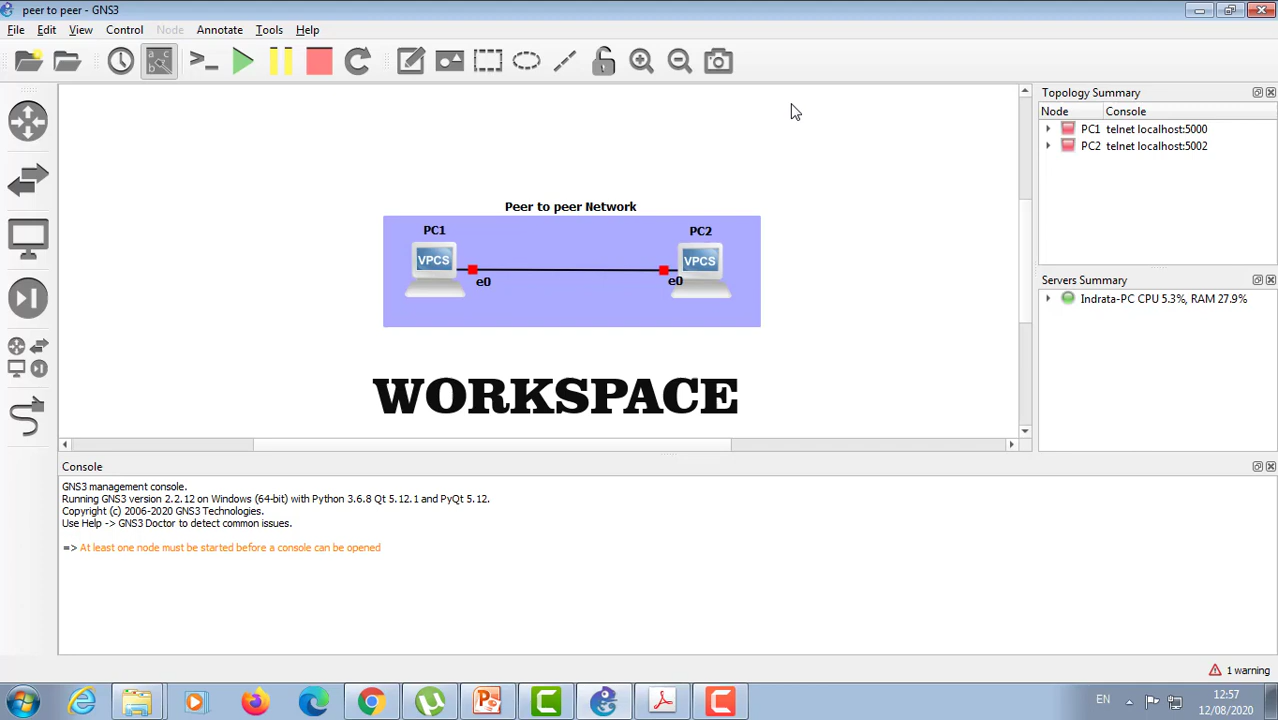 peer to peer - GNS3
File Edit View Control Node Annotate Tools Help
a b
c
Topology Summary
Node Console
PC1 telnet localhost:5000
PC2 telnet localhost:5002
Peer to peer Network
PC1
PC2
VPCS
VPCS
e0
e0
WORKSPACE
Servers Summary
Indrata-PC CPU 5.3%, RAM 27.9%
Console
GNS3 management console.
Running GNS3 version 2.2.12 on Windows (64-bit) with Python 3.6.8 Qt 5.12.1 and PyQt 5.12.
Copyright (c) 2006-2020 GNS3 Technologies.
Use Help -> GNS3 Doctor to detect common issues.
=> At least one node must be started before a console can be opened
1 warning
EN
12:57
12/08/2020